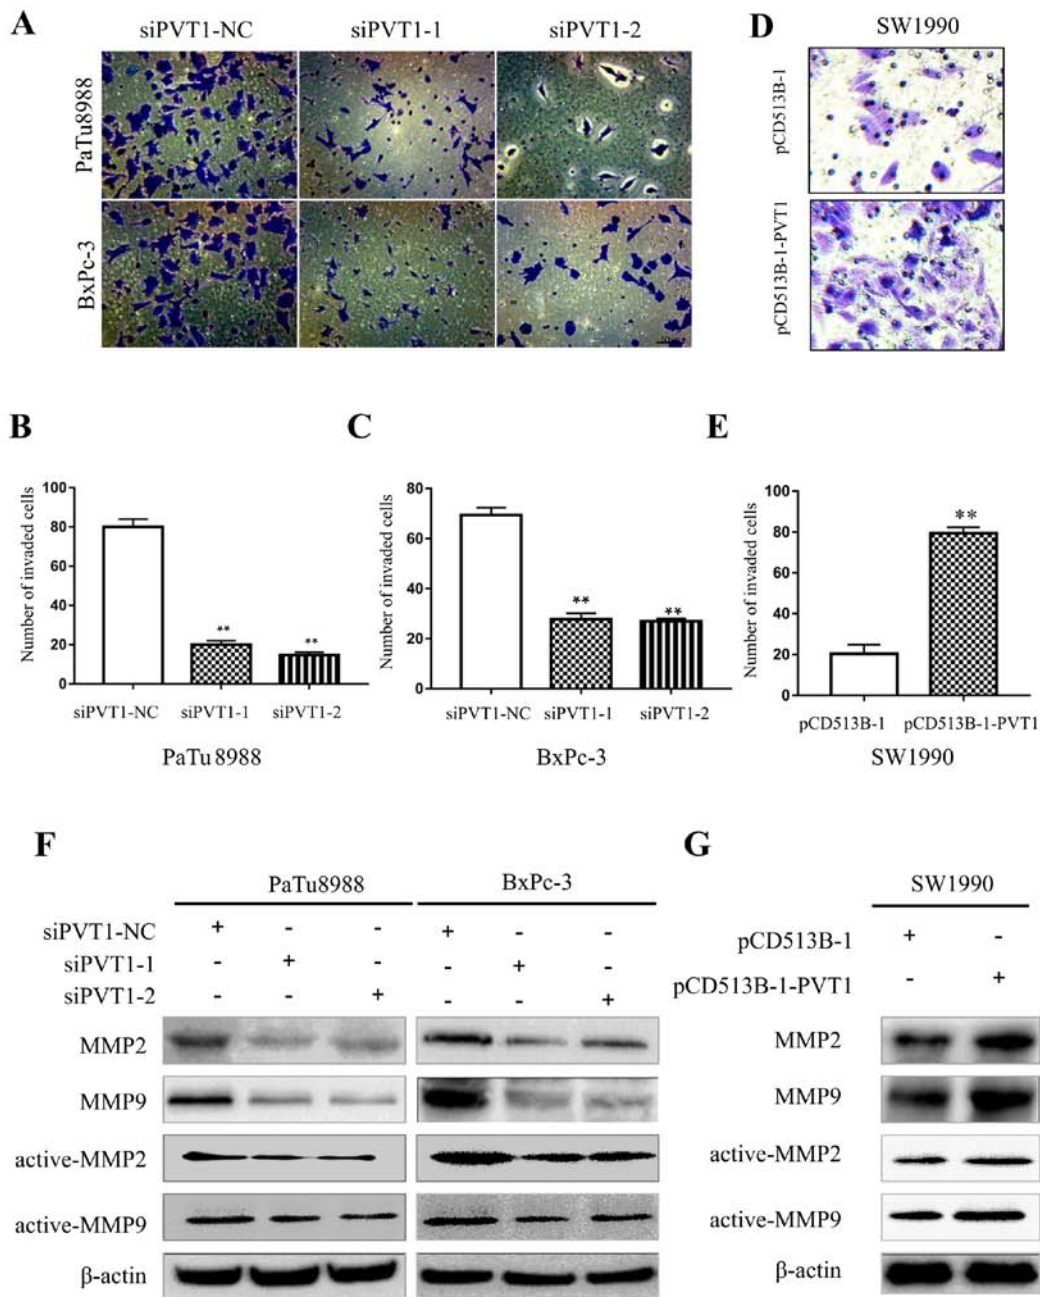 A
siPVT1-NC siPVT1-1 siPVT1-2
PaTu8988
BxPc-3
D
SW1990
pCD513B-1
pCD513B-1-PVT1
B
Number of invaded cells
100
80
60
40
20
0
** **
siPVT1-NC siPVT1-1 siPVT1-2
PaTu 8988
C
Number of invaded cells
80
60
40
20
0
** **
siPVT1-NC siPVT1-1 siPVT1-2
BxPc-3
E
Number of invaded cells
100
80
60
40
20
0
**
pCD513B-1 pCD513B-1-PVT1
SW1990
F
PaTu8988 BxPc-3
siPVT1-NC + - - + - -
siPVT1-1 - + - - + -
siPVT1-2 - - + - - +
MMP2
MMP9
active-MMP2
active-MMP9
β-actin
G
SW1990
pCD513B-1 + -
pCD513B-1-PVT1 - +
MMP2
MMP9
active-MMP2
active-MMP9
β-actin